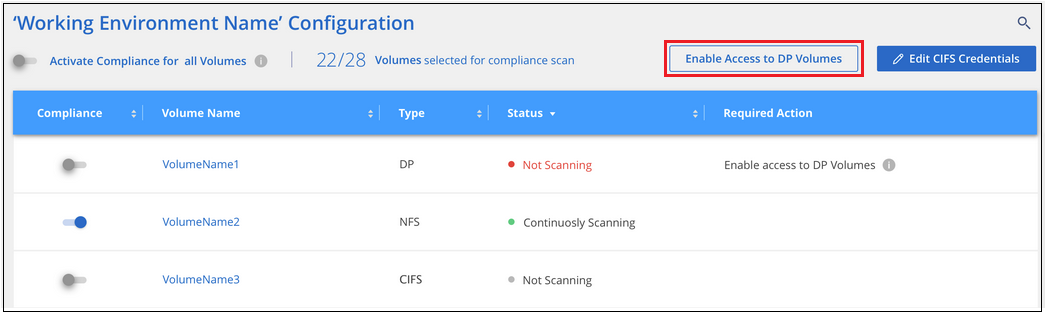 ‘Working Environment Name’ Configuration
Activate Compliance for all Volumes i 22/28 Volumes selected for compliance scan Enable Access to DP Volumes Edit CIFS Credentials
Compliance Volume Name Type Status Required Action
VolumeName1 DP Not Scanning Enable access to DP Volumes i
VolumeName2 NFS Continuosly Scanning
VolumeName3 CIFS Not Scanning